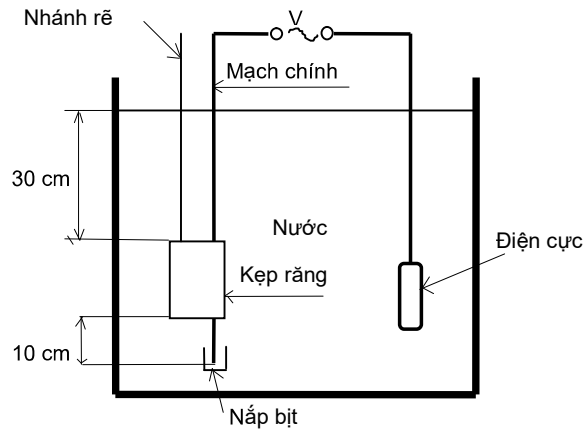 Nhánh rẽ
V
Mạch chính
30 cm
Nước
Điện cực
Kẹp răng
10 cm
Nắp bịt